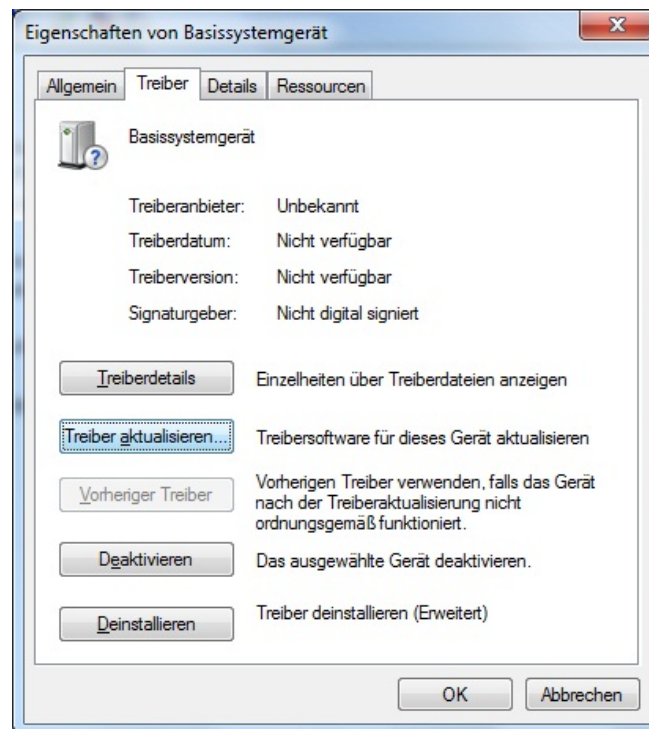 Eigenschaften von Basissystemgerät
Allgemein Treiber Details Ressourcen
Basissystemgerät
Treiberanbieter: Unbekannt
Treiberdatum: Nicht verfügbar
Treiberversion: Nicht verfügbar
Signaturgeber: Nicht digital signiert
Treiberdetails Einzelheiten über Treiberdateien anzeigen
Treiber aktualisieren... Treibersoftware für dieses Gerät aktualisieren
Vorheriger Treiber Vorherigen Treiber verwenden, falls das Gerät
nach der Treiberaktualisierung nicht
ordnungsgemäß funktioniert.
Deaktivieren Das ausgewählte Gerät deaktivieren.
Deinstallieren Treiber deinstallieren (Erweitert)
OK Abbrechen